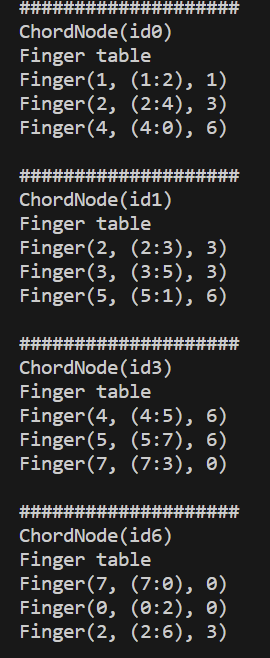 ####################
ChordNode(id0)
Finger table
Finger(1, (1:2), 1)
Finger(2, (2:4), 3)
Finger(4, (4:0), 6)
####################
ChordNode(id1)
Finger table
Finger(2, (2:3), 3)
Finger(3, (3:5), 3)
Finger(5, (5:1), 6)
####################
ChordNode(id3)
Finger table
Finger(4, (4:5), 6)
Finger(5, (5:7), 6)
Finger(7, (7:3), 0)
####################
ChordNode(id6)
Finger table
Finger(7, (7:0), 0)
Finger(0, (0:2), 0)
Finger(2, (2:6), 3)